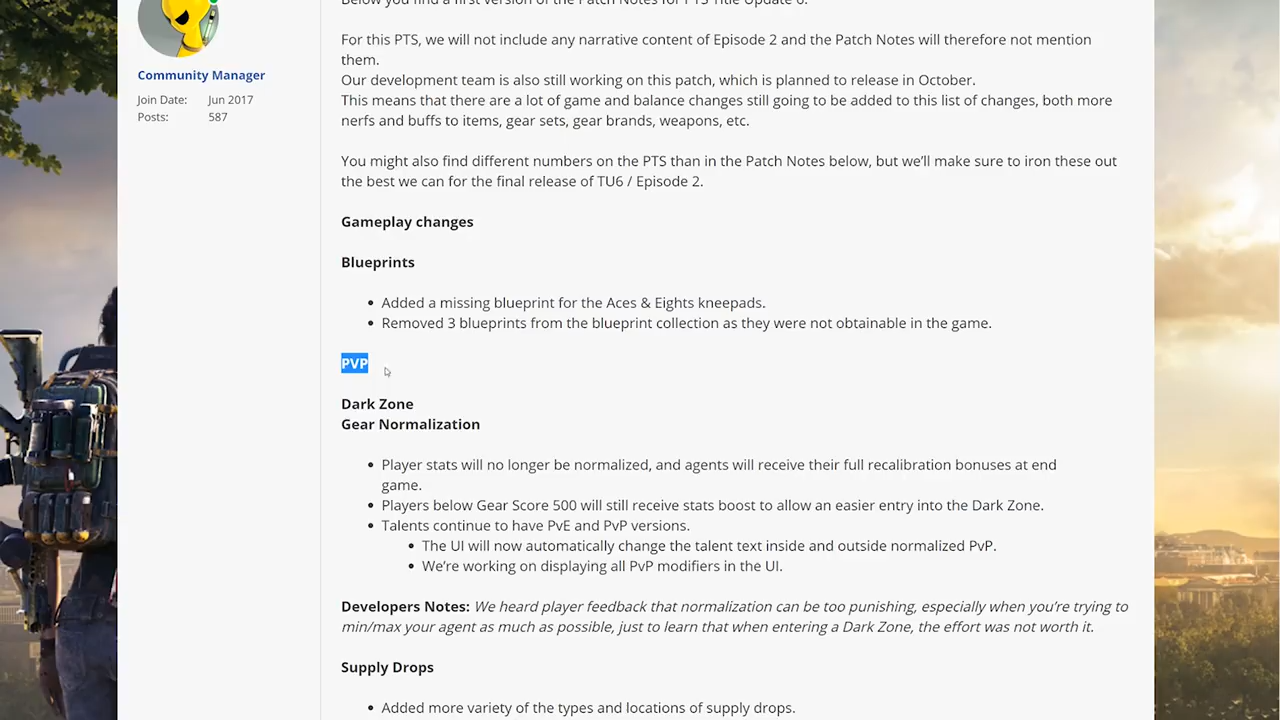 Below you find a first version of the Patch Notes for PTS Title Update 6.
For this PTS, we will not include any narrative content of Episode 2 and the Patch Notes will therefore not mention
them.
Community Manager
Our development team is also still working on this patch, which is planned to release in October.
Join Date: Jun 2017
This means that there are a lot of game and balance changes still going to be added to this list of changes, both more
Posts: 587
nerfs and buffs to items, gear sets, gear brands, weapons, etc.
You might also find different numbers on the PTS than in the Patch Notes below, but we'll make sure to iron these out
the best we can for the final release of TU6 / Episode 2.
Gameplay changes
Blueprints
• Added a missing blueprint for the Aces & Eights kneepads.
• Removed 3 blueprints from the blueprint collection as they were not obtainable in the game.
PVP
Dark Zone
Gear Normalization
• Player stats will no longer be normalized, and agents will receive their full recalibration bonuses at end
game.
• Players below Gear Score 500 will still receive stats boost to allow an easier entry into the Dark Zone.
• Talents continue to have PvE and PvP versions.
• The UI will now automatically change the talent text inside and outside normalized PvP.
• We're working on displaying all PvP modifiers in the UI.
Developers Notes: We heard player feedback that normalization can be too punishing, especially when you're trying to
min/max your agent as much as possible, just to learn that when entering a Dark Zone, the effort was not worth it.
Supply Drops
• Added more variety of the types and locations of supply drops.